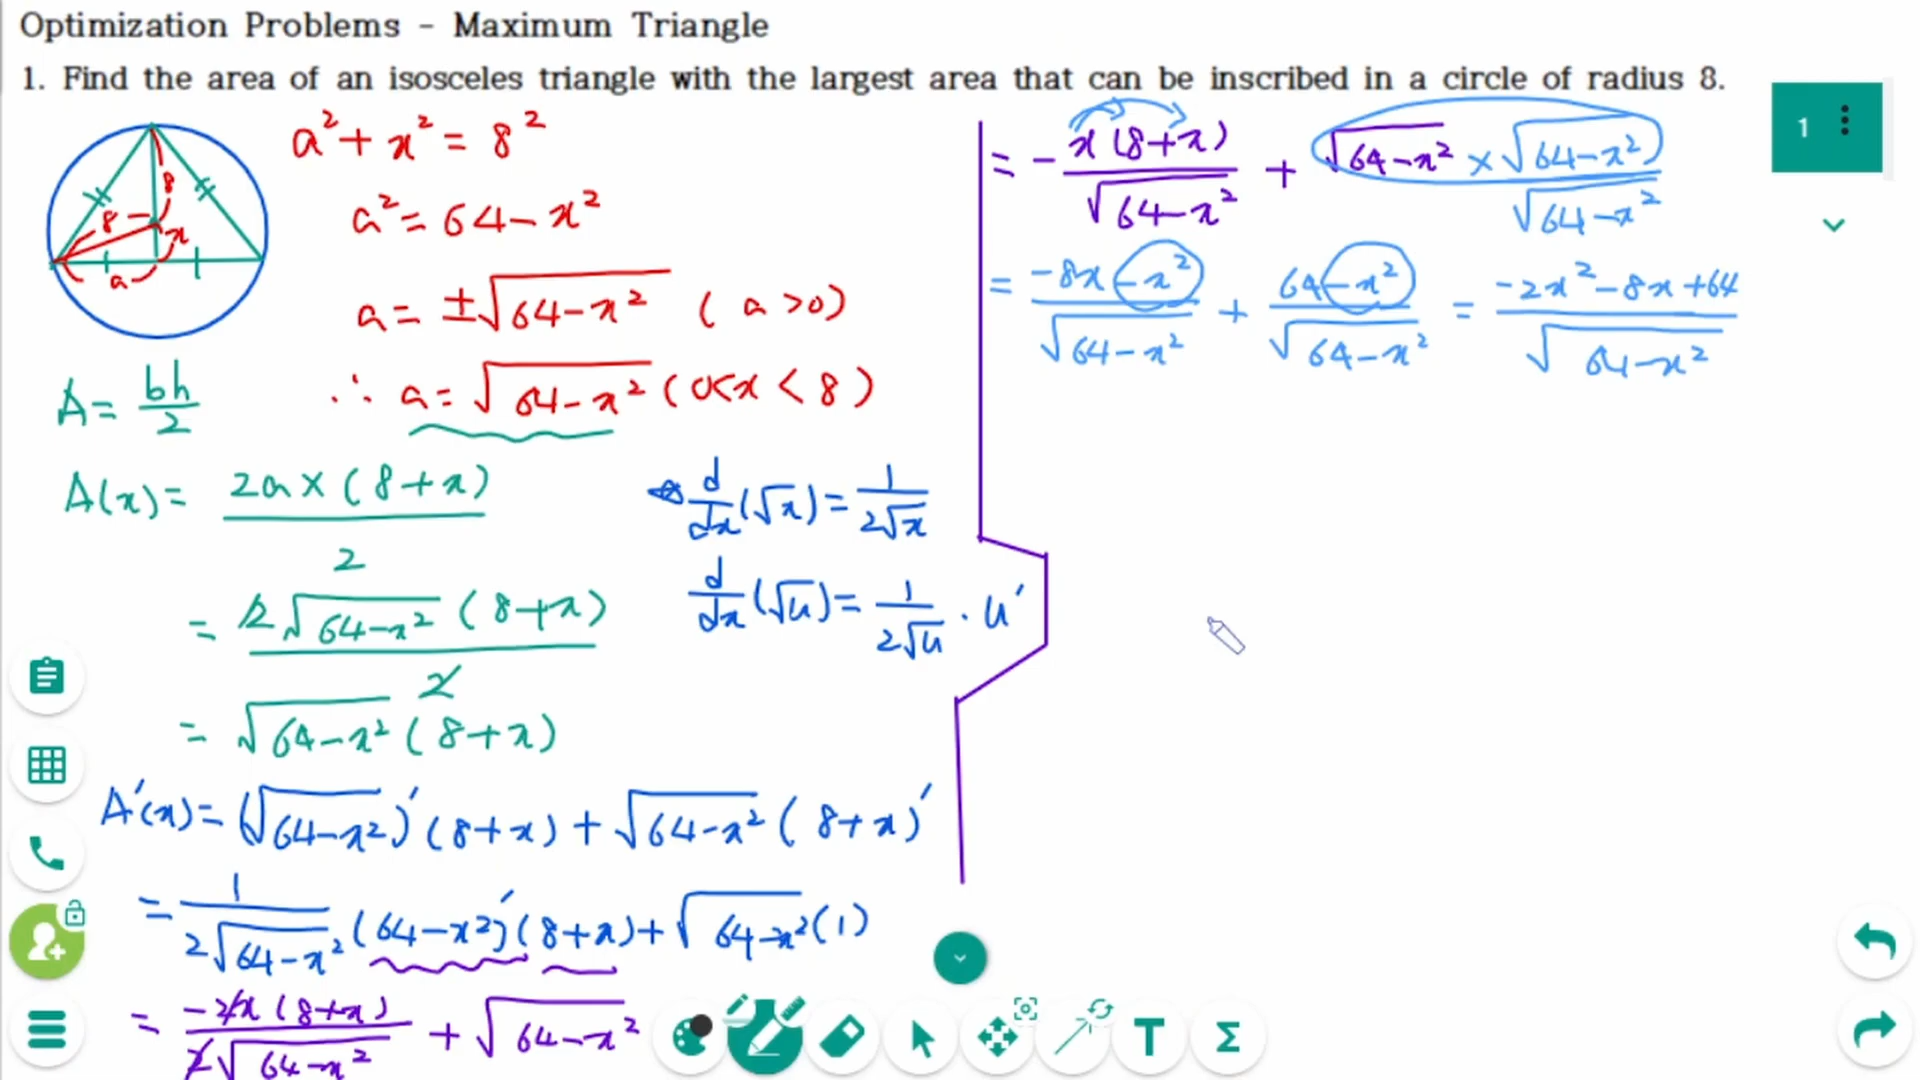 Optimization Problems - Maximum Triangle
1. Find the area of an isosceles triangle with the largest area that can be inscribed in a circle of radius 8.
8
8
x
a
a² + x² = 8²
a² = 64 - x²
a = ±√(64 - x²) ( a > 0)
∴ a = √(64 - x²) (0 < x < 8)
A = bh/2
A(x) = 2a × (8 + x) / 2
= 2√(64 - x²) (8 + x) / 2
= √(64 - x²) (8 + x)
d/dx (√x) = 1/(2√x)
d/dx (√u) = 1/(2√u) · u′
A′(x) = (√(64 - x²))′ (8 + x) + √(64 - x²) (8 + x)′
= 1/(2√(64 - x²)) (64 - x²)′ (8 + x) + √(64 - x²) (1)
= -2x (8 + x) / (2√(64 - x²)) + √(64 - x²)
= - x (8 + x) / √(64 - x²) + √(64 - x²) × √(64 - x²) / √(64 - x²)
= (-8x - x²) / √(64 - x²) + (64 - x²) / √(64 - x²) = (-2x² - 8x + 64) / √(64 - x²)
1
T
Σ